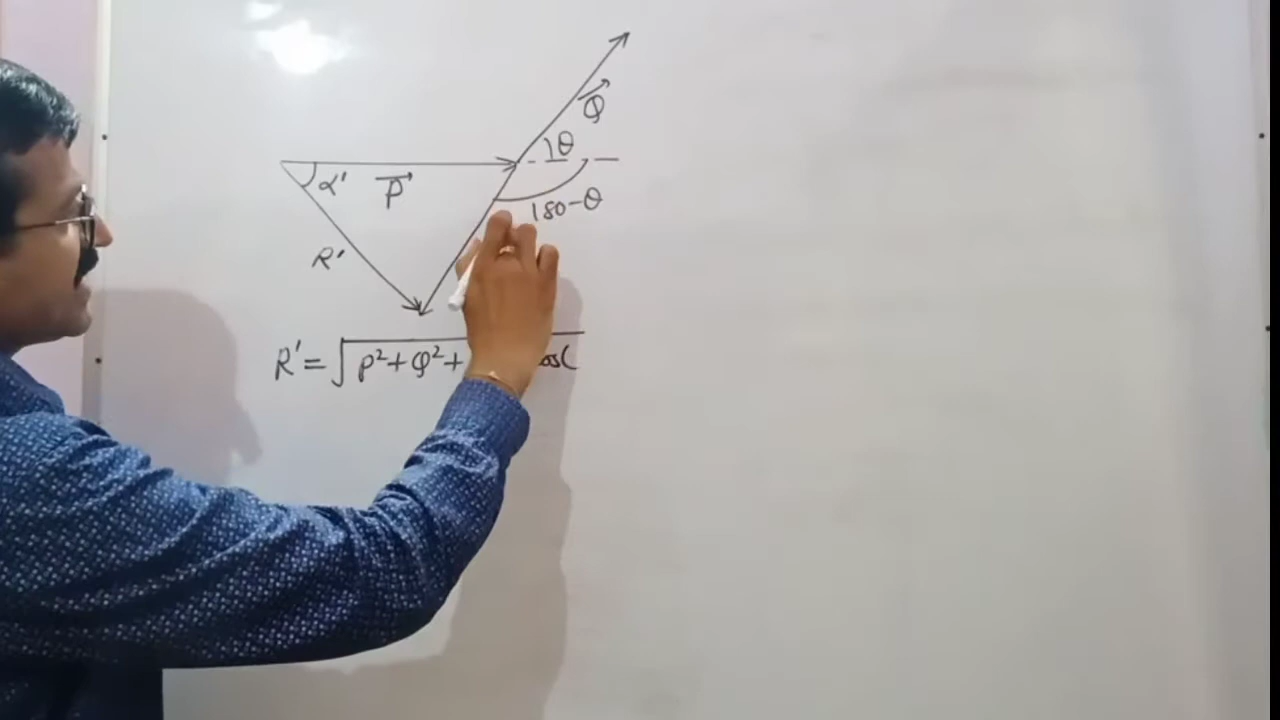 Q
θ
α'
P
180-θ
R'
R' = √P²+Q²+ os(